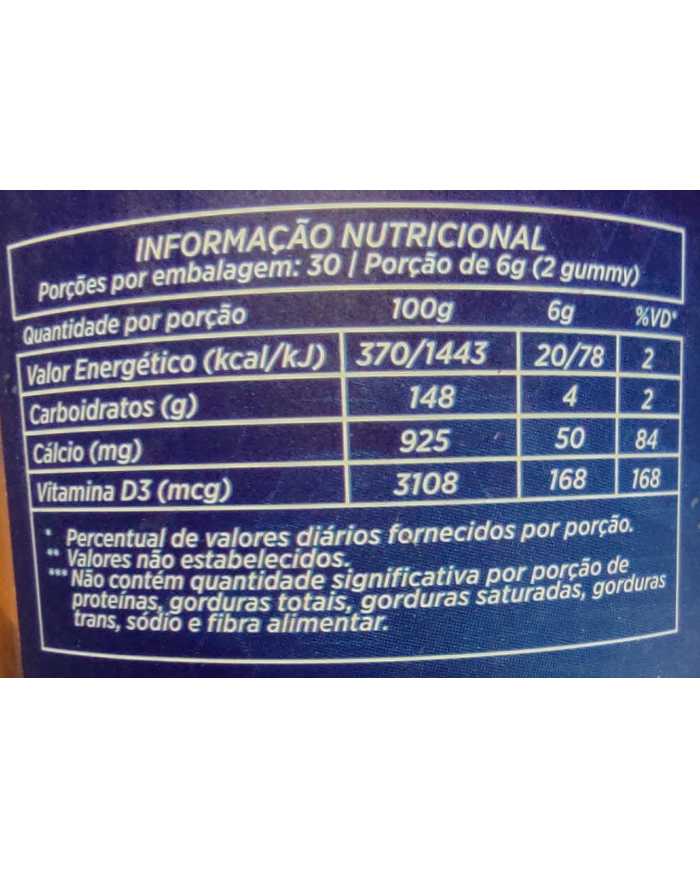 INFORMAÇÃO NUTRICIONAL
Porções por embalagem: 30 | Porção de 6g (2 gummy)
Quantidade por porção 100g 6g %VD*
Valor Energético (kcal/kJ) 370/1443 20/78 2
Carboidratos (g) 148 4 2
Cálcio (mg) 925 50 84
Vitamina D3 (mcg) 3108 168 168
* Percentual de valores diários fornecidos por porção.
** Valores não estabelecidos.
*** Não contém quantidade significativa por porção de
proteínas, gorduras totais, gorduras saturadas, gorduras
trans, sódio e fibra alimentar.